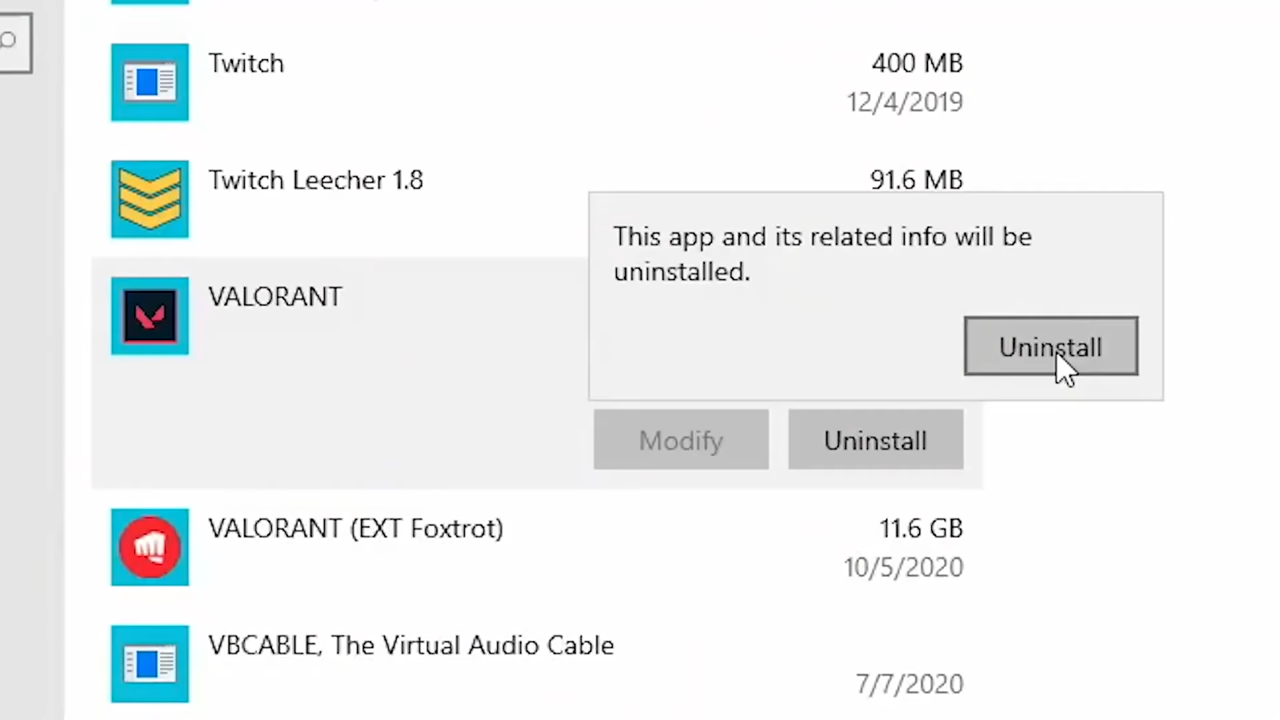 Twitch
400 MB
12/4/2019
Twitch Leecher 1.8
91.6 MB
This app and its related info will be
uninstalled.
Uninstall
VALORANT
Modify
Uninstall
VALORANT (EXT Foxtrot)
11.6 GB
10/5/2020
VBCABLE, The Virtual Audio Cable
7/7/2020